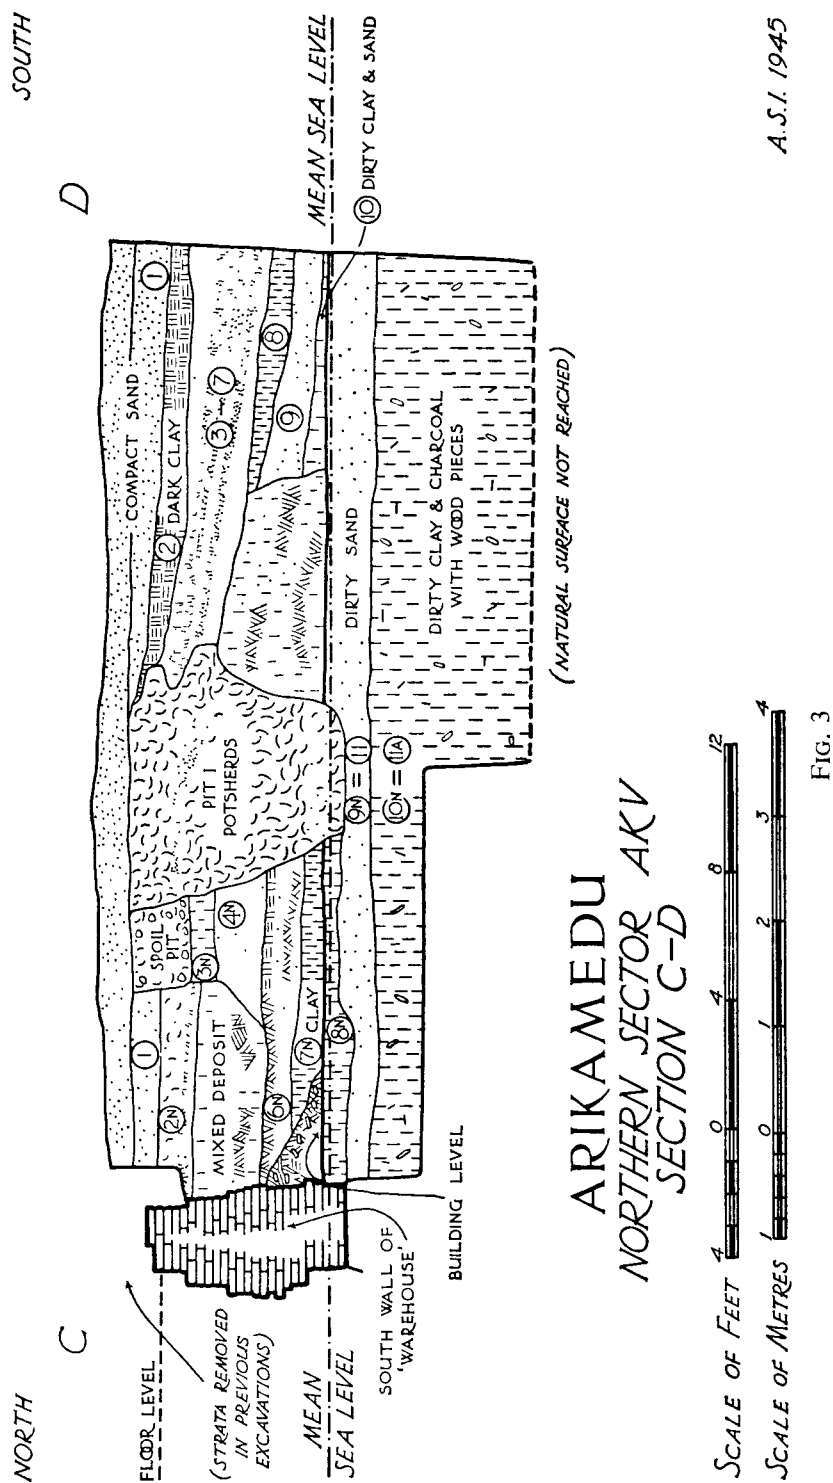 NORTH
SOUTH
C
D
FLOOR LEVEL
(STRATA REMOVED
IN PREVIOUS
EXCAVATIONS)
MEAN
SEA LEVEL
SOUTH WALL OF
'WAREHOUSE'
BUILDING LEVEL
COMPACT SAND
1
1
SPOIL
PIT
2N
2
DARK CLAY
MIXED DEPOSIT
3N
4N
PIT 1
POTSHERDS
3-7
6N
8
7N
CLAY
9
8N
MEAN SEA LEVEL
10 DIRTY CLAY & SAND
9N = 11
DIRTY SAND
10N = 11A
DIRTY CLAY & CHARCOAL
WITH WOOD PIECES
(NATURAL SURFACE NOT REACHED)
ARIKAMEDU
NORTHERN SECTOR AKV
SECTION C-D
SCALE OF FEET
4 0 4 8 12
SCALE OF METRES
1 0 1 2 3 4
A.S.I. 1945
FIG. 3